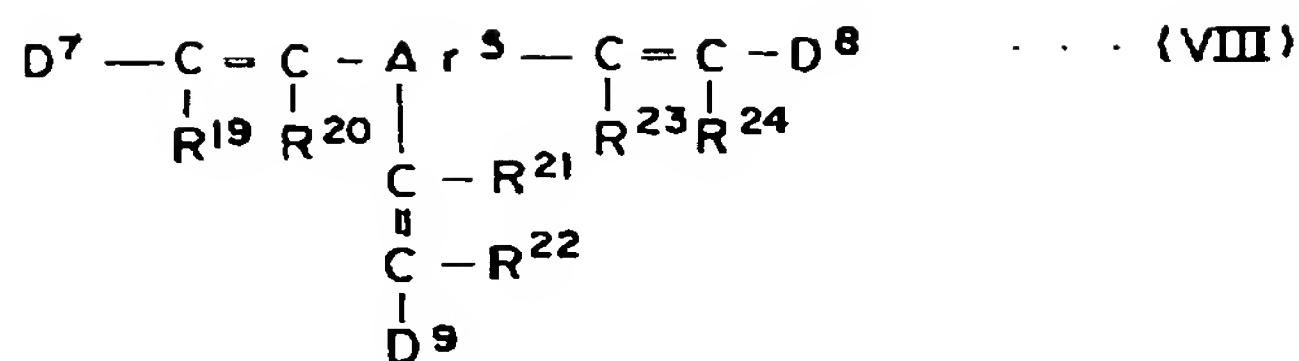 D⁷ — C = C - Ar⁵ — C = C - D⁸ · · · (VIII)
R¹⁹ R²⁰ R²³ R²⁴
C - R²¹
C - R²²
D⁹